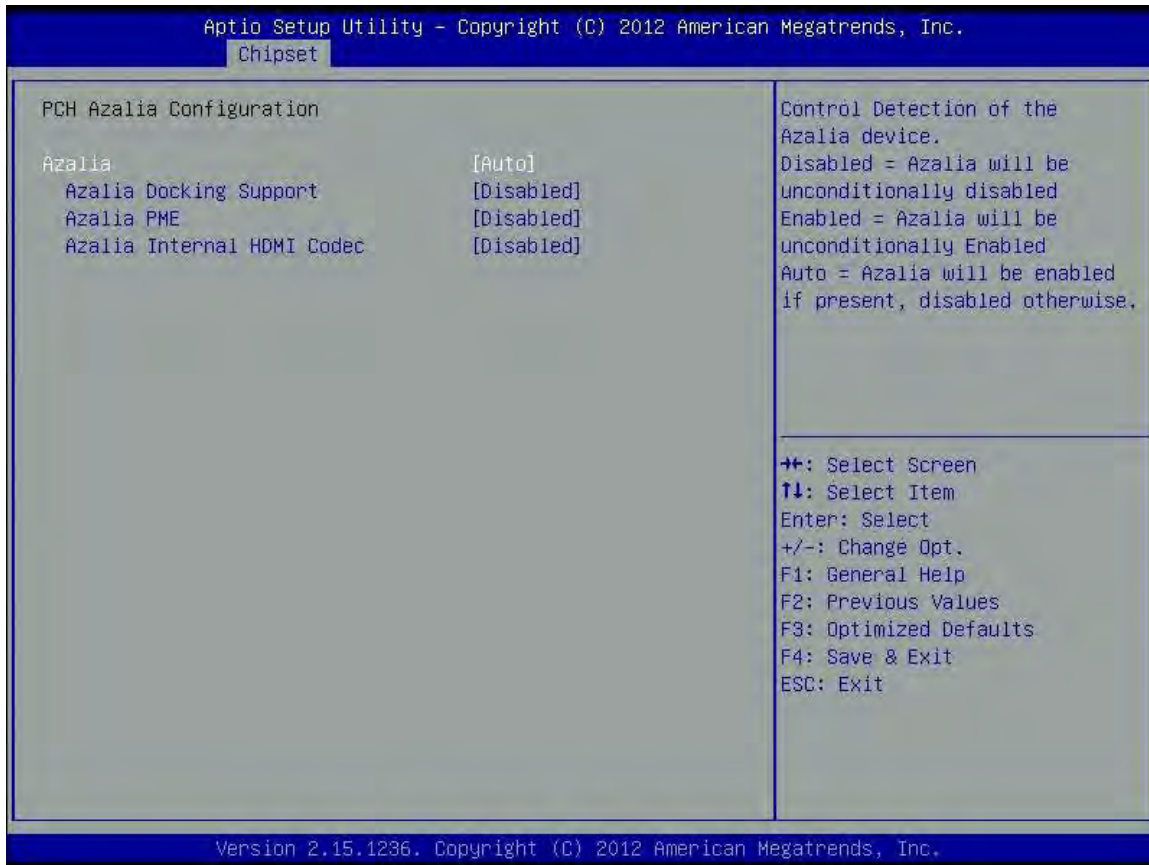 Aptio Setup Utility – Copyright (C) 2012 American Megatrends, Inc.
Chipset
PCH Azalia Configuration
Azalia [Auto]
Azalia Docking Support [Disabled]
Azalia PME [Disabled]
Azalia Internal HDMI Codec [Disabled]
Control Detection of the
Azalia device.
Disabled = Azalia will be
unconditionally disabled
Enabled = Azalia will be
unconditionally Enabled
Auto = Azalia will be enabled
if present, disabled otherwise.
→←: Select Screen
↑↓: Select Item
Enter: Select
+/-: Change Opt.
F1: General Help
F2: Previous Values
F3: Optimized Defaults
F4: Save & Exit
ESC: Exit
Version 2.15.1236. Copyright (C) 2012 American Megatrends, Inc.